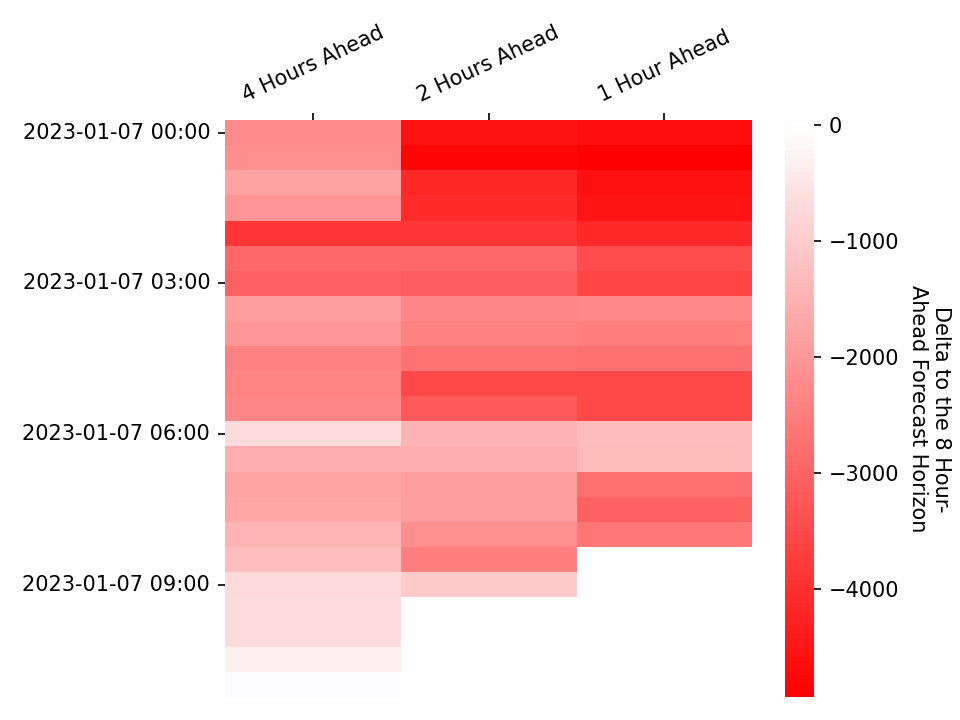 4 Hours Ahead
2 Hours Ahead
1 Hour Ahead
2023-01-07 00:00
2023-01-07 03:00
2023-01-07 06:00
2023-01-07 09:00
0
−1000
−2000
−3000
−4000
Delta to the 8 Hour-
Ahead Forecast Horizon